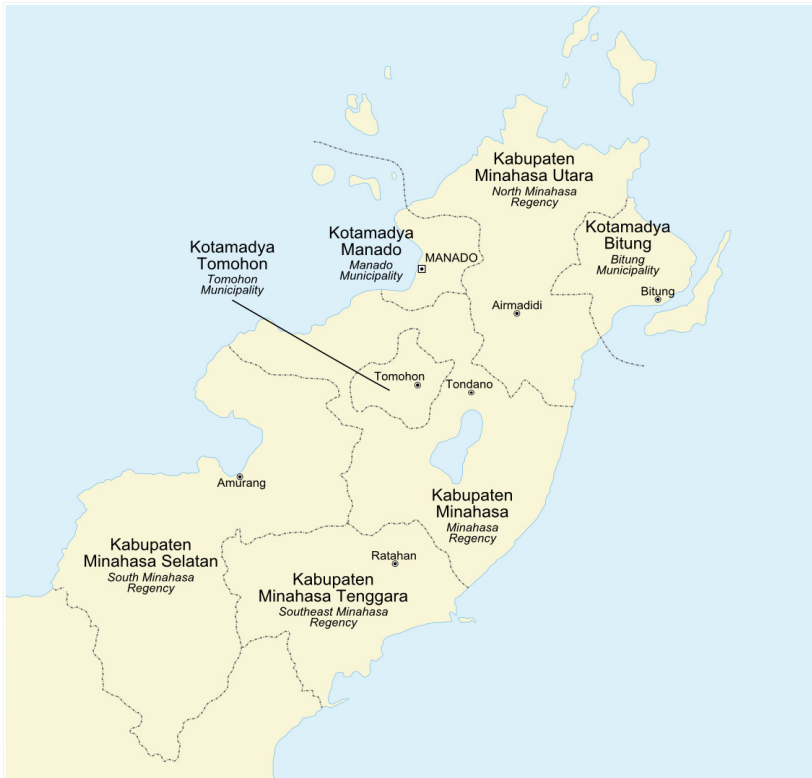 Kabupaten
Minahasa Utara
North Minahasa
Regency
Kotamadya
Manado
Manado
Municipality
MANADO
Kotamadya
Bitung
Bitung
Municipality
Kotamadya
Tomohon
Tomohon
Municipality
Bitung
Airmadidi
Tomohon
Tondano
Amurang
Kabupaten
Minahasa
Minahasa
Regency
Kabupaten
Minahasa Selatan
South Minahasa
Regency
Ratahan
Kabupaten
Minahasa Tenggara
Southeast Minahasa
Regency